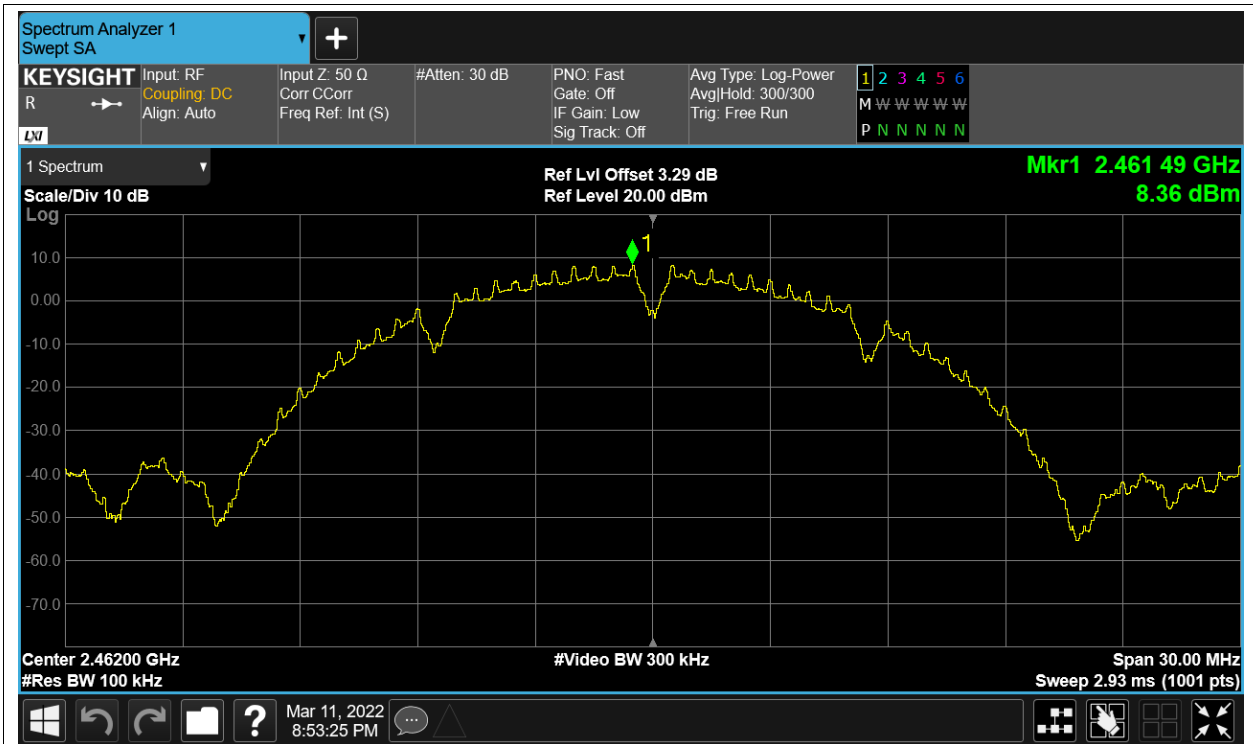 Spectrum Analyzer 1
Swept SA
KEYSIGHT
R
LXI
Input: RF
Coupling: DC
Align: Auto
Input Z: 50 Ω
Corr CCorr
Freq Ref: Int (S)
#Atten: 30 dB
PNO: Fast
Gate: Off
IF Gain: Low
Sig Track: Off
Avg Type: Log-Power
Avg|Hold: 300/300
Trig: Free Run
1 2 3 4 5 6
M W W W W W W
P N N N N N
1 Spectrum
Scale/Div 10 dB
Log
Ref Lvl Offset 3.29 dB
Ref Level 20.00 dBm
Mkr1 2.461 49 GHz
8.36 dBm
1
10.0
0.00
-10.0
-20.0
-30.0
-40.0
-50.0
-60.0
-70.0
Center 2.46200 GHz
#Res BW 100 kHz
#Video BW 300 kHz
Span 30.00 MHz
Sweep 2.93 ms (1001 pts)
?
Mar 11, 2022
8:53:25 PM